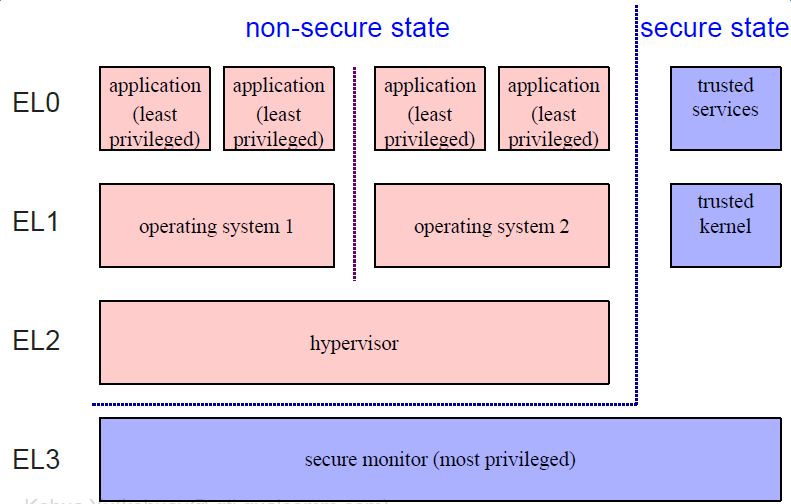 non-secure state
secure state
EL0
application
(least
privileged)
application
(least
privileged)
application
(least
privileged)
application
(least
privileged)
trusted
services
EL1
operating system 1
operating system 2
trusted
kernel
EL2
hypervisor
EL3
secure monitor (most privileged)